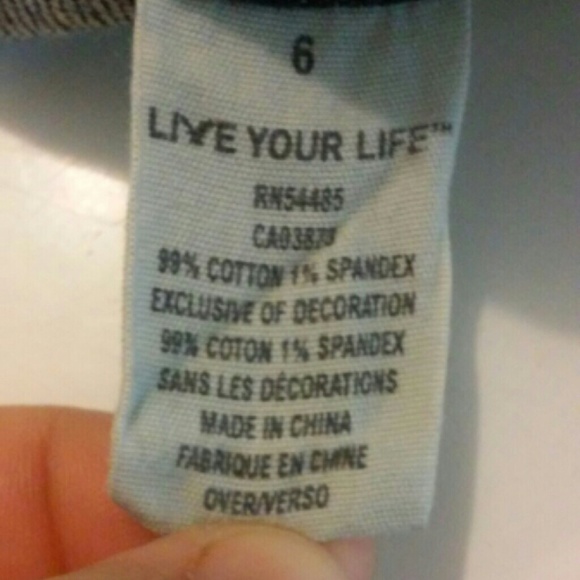 6
LIVE YOUR LIFE™
RN54485
99% COTTON 1% SPANDEX
EXCLUSIVE OF DECORATION
99% COTON 1% SPANDEX
SANS LES DÉCORATIONS
MADE IN CHINA
FABRIQUE EN CHINE
OVER/VERSO